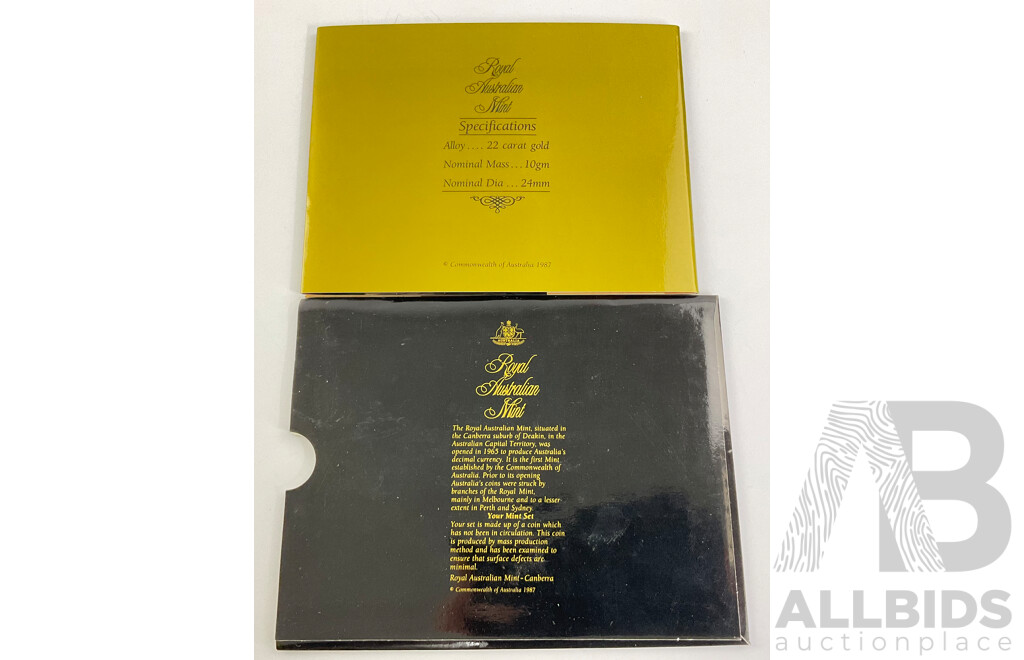 Royal
Australian
Mint
Specifications
Alloy.... 22 carat gold
Nominal Mass... 10gm
Nominal Dia ... 24mm
© Commonwealth of Australia 1987
AUSTRALIA
Royal
Australian
Mint
The Royal Australian Mint, situated in
the Canberra suburb of Deakin, in the
Australian Capital Territory, was
opened in 1965 to produce Australia's
decimal currency. It is the first Mint
established by the Commonwealth of
Australia. Prior to its opening
Australia's coins were struck by
branches of the Royal Mint,
mainly in Melbourne and to a lesser
extent in Perth and Sydney.
Your Mint Set
Your set is made up of a coin which
has not been in circulation. This coin
is produced by mass production
method and has been examined to
ensure that surface defects are
minimal.
Royal Australian Mint - Canberra
© Commonwealth of Australia 1987
AB
ALLBIDS
auctionplace